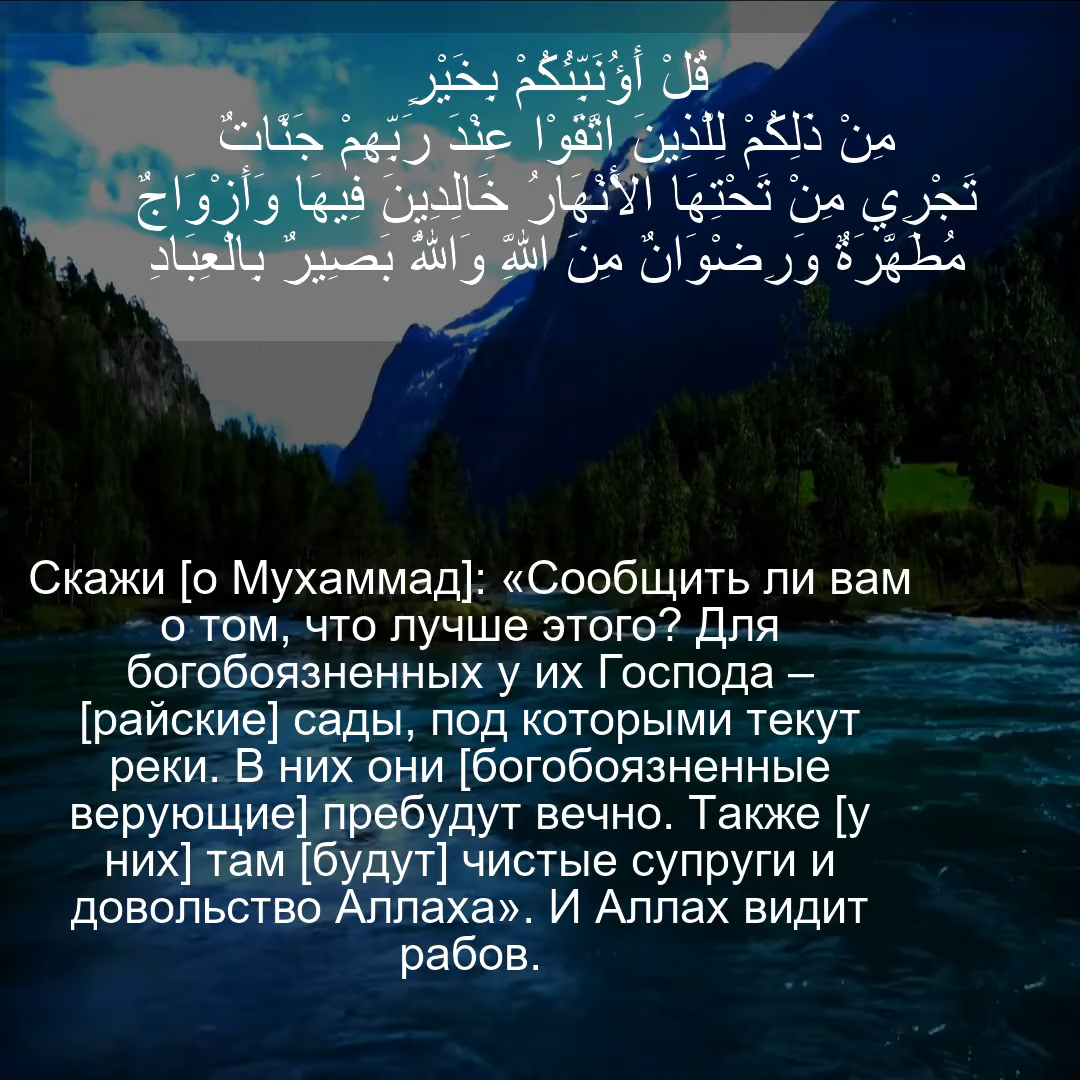 قُلْ أَؤُنَبِّئُكُمْ بِخَيْرٍ
مِنْ ذَلِكُمْ لِلَّذِينَ اتَّقَوْا عِنْدَ رَبِّهِمْ جَنَّاتٌ
تَجْرِي مِنْ تَحْتِهَا الْأَنْهَارُ خَالِدِينَ فِيهَا وَأَزْوَاجٌ
مُطَهَّرَةٌ وَرِضْوَانٌ مِنَ اللَّهِ وَاللَّهُ بَصِيرٌ بِالْعِبَادِ
Скажи [о Мухаммад]: «Сообщить ли вам
о том, что лучше этого? Для
богобоязненных у их Господа –
[райские] сады, под которыми текут
реки. В них они [богобоязненные
верующие] пребудут вечно. Также [у
них] там [будут] чистые супруги и
довольство Аллаха». И Аллах видит
рабов.